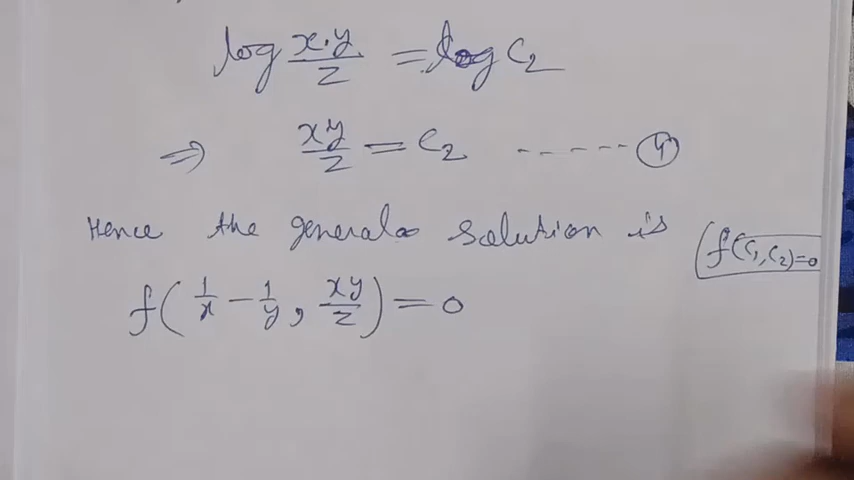 log x.y/z = log C₂
⇒ xy/z = C₂ ------ (4)
Hence the general solution is (f(C₁, C₂)=0
f(1/x - 1/y, xy/z) = 0